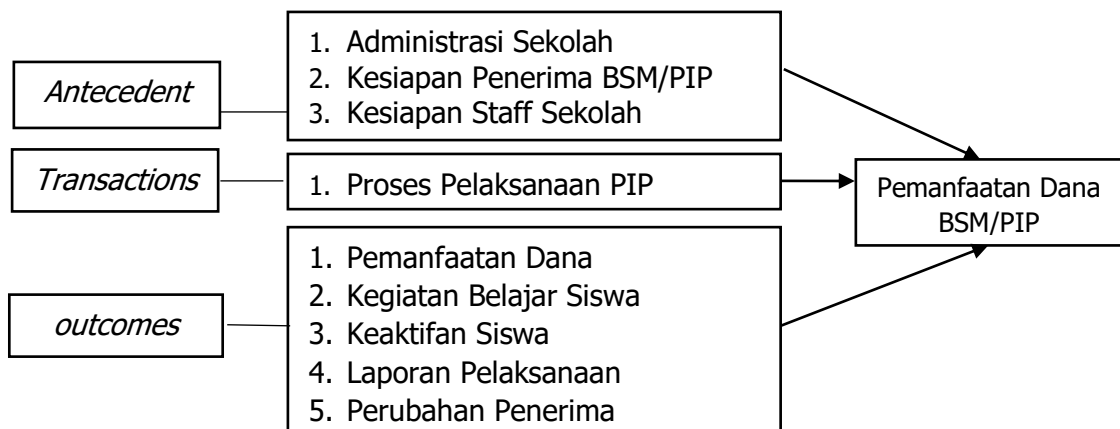 Antecedent
1. Administrasi Sekolah
2. Kesiapan Penerima BSM/PIP
3. Kesiapan Staff Sekolah
Transactions
1. Proses Pelaksanaan PIP
outcomes
1. Pemanfaatan Dana
2. Kegiatan Belajar Siswa
3. Keaktifan Siswa
4. Laporan Pelaksanaan
5. Perubahan Penerima
Pemanfaatan Dana
BSM/PIP